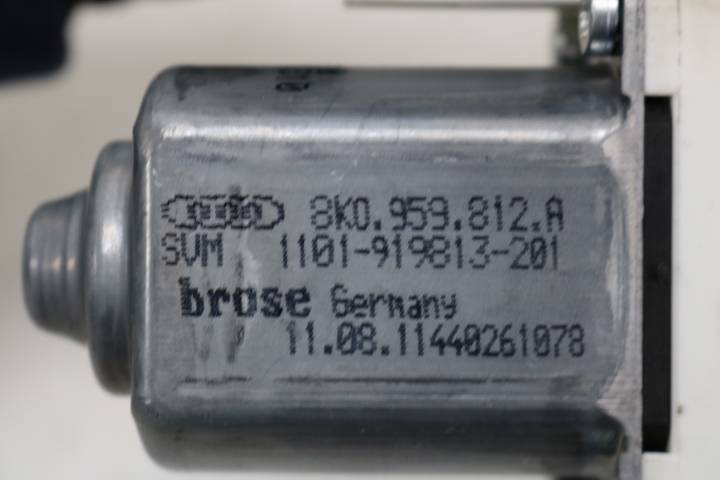 8K0.959.812.A
SVM 1101-919813-201
brose Germany
11.08.11440261078